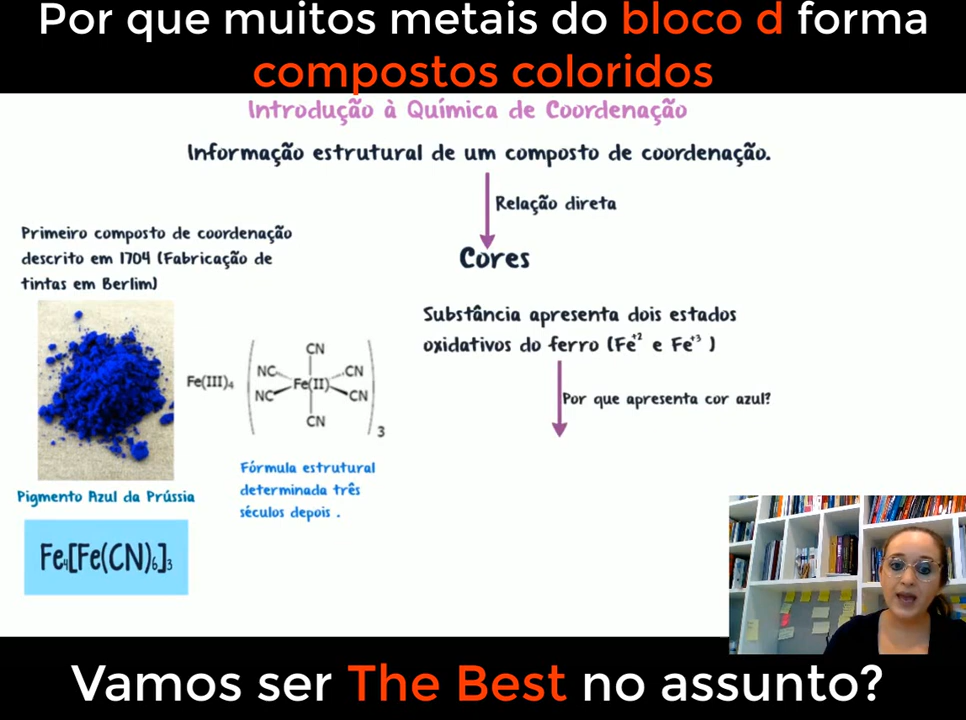 Por que muitos metais do bloco d forma
compostos coloridos
Introdução à Química de Coordenação
Informação estrutural de um composto de coordenação.
Relação direta
Cores
Primeiro composto de coordenação
descrito em 1704 (Fabricação de
tintas em Berlim)
Substância apresenta dois estados
oxidativos do ferro (Fe⁺² e Fe⁺³ )
Por que apresenta cor azul?
Fe(III)₄
CN
NC CN
Fe(II)
NC CN
CN
3
Fórmula estrutural
determinada três
séculos depois .
Pigmento Azul da Prússia
Fe₄[Fe(CN)₆]₃
Vamos ser The Best no assunto?